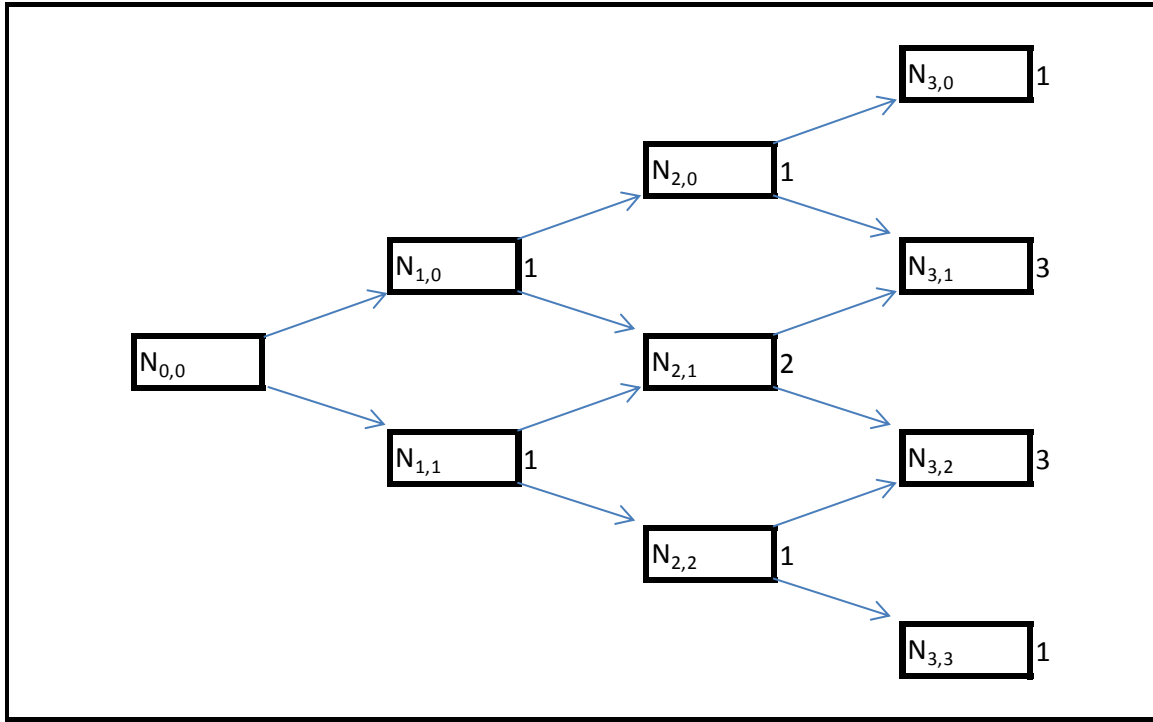 N3,0 1
N2,0 1
N1,0 1
N3,1 3
N0,0
N2,1 2
N1,1 1
N3,2 3
N2,2 1
N3,3 1